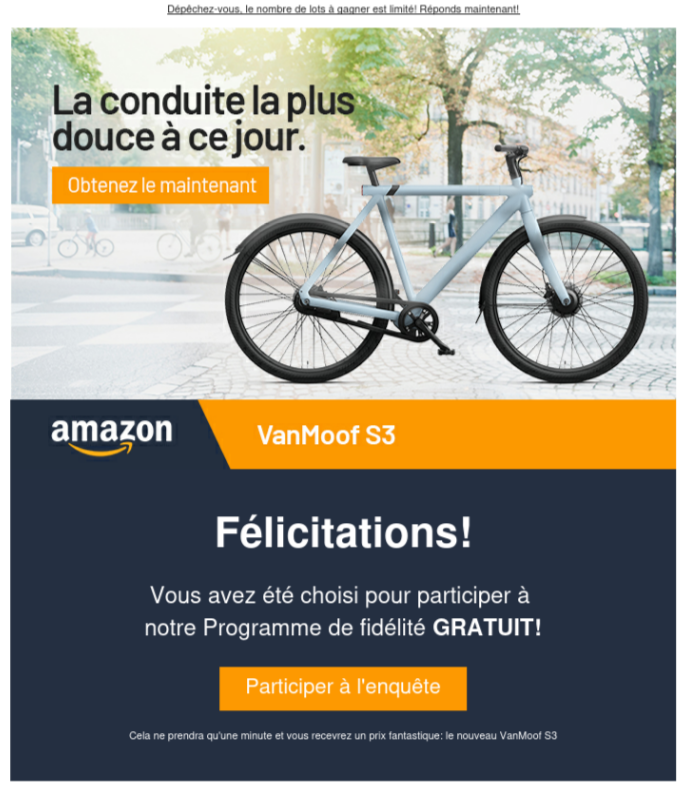 Dépêchez-vous, le nombre de lots à gagner est limité! Réponds maintenant!
La conduite la plus
douce à ce jour.
Obtenez le maintenant
amazon
VanMoof S3
Félicitations!
Vous avez été choisi pour participer à
notre Programme de fidélité GRATUIT!
Participer à l'enquête
Cela ne prendra qu'une minute et vous recevrez un prix fantastique: le nouveau VanMoof S3